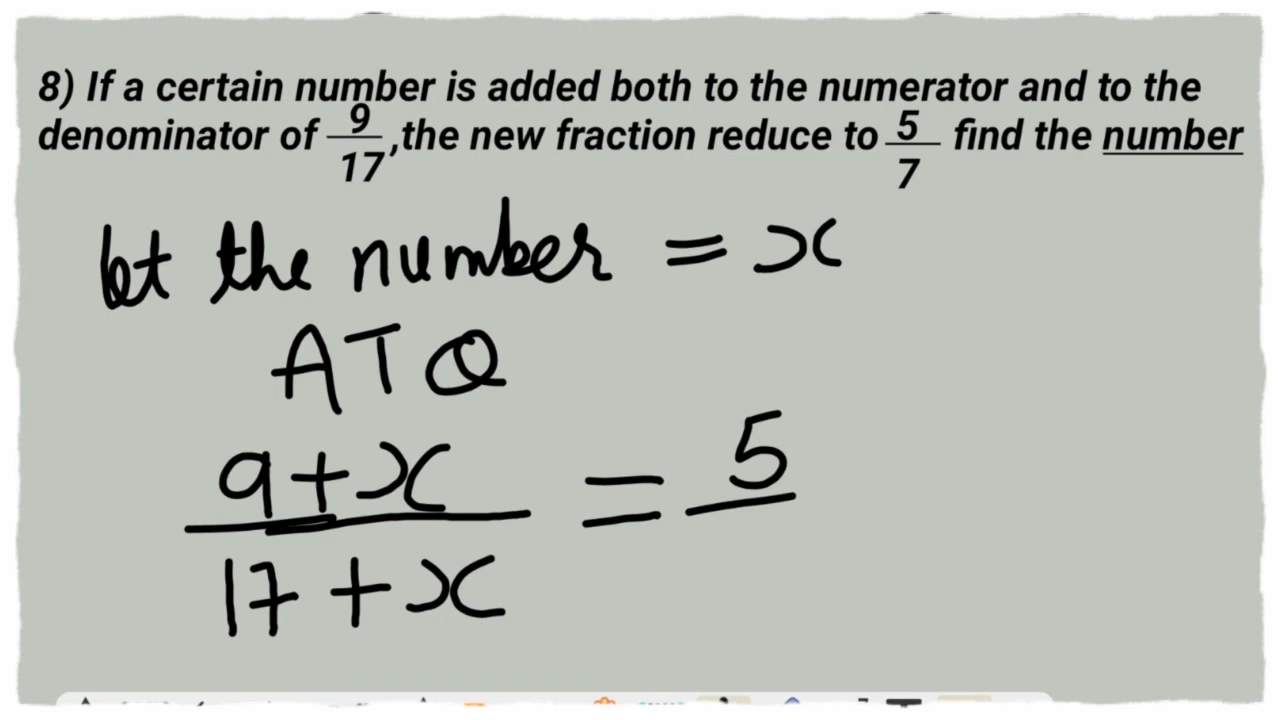 8) If a certain number is added both to the numerator and to the
denominator of 9/17, the new fraction reduce to 5/7 find the number
let the number = x
ATQ
9+x/17+x = 5/